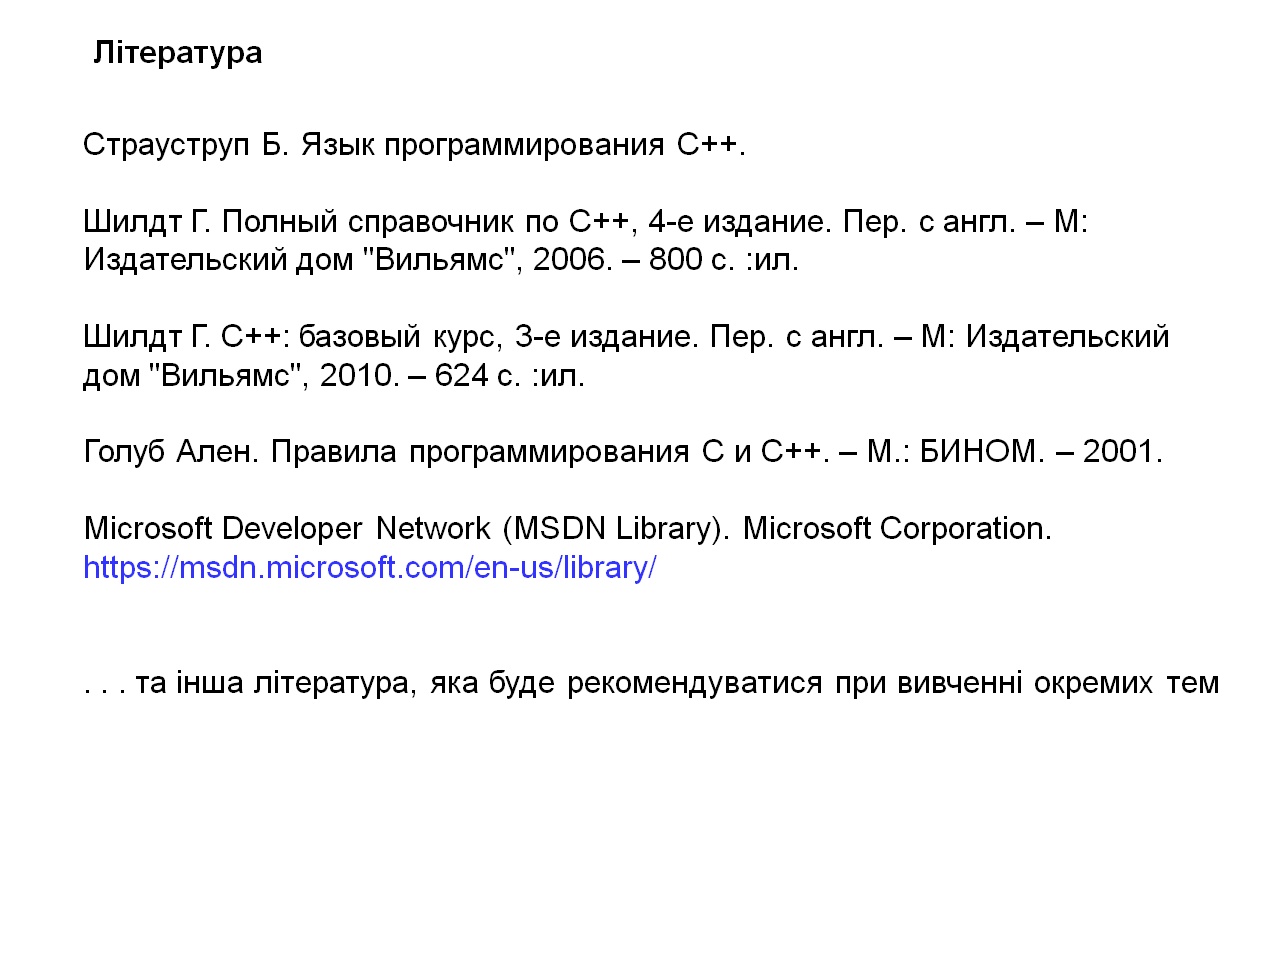 Література
Страуструп Б. Язык программирования C++.
Шилдт Г. Полный справочник по C++, 4-е издание. Пер. с англ. – М:
Издательский дом "Вильямс", 2006. – 800 с. :ил.
Шилдт Г. C++: базовый курс, 3-е издание. Пер. с англ. – М: Издательский
дом "Вильямс", 2010. – 624 с. :ил.
Голуб Ален. Правила программирования С и С++. – М.: БИНОМ. – 2001.
Microsoft Developer Network (MSDN Library). Microsoft Corporation.
https://msdn.microsoft.com/en-us/library/
. . . та інша література, яка буде рекомендуватися при вивченні окремих тем